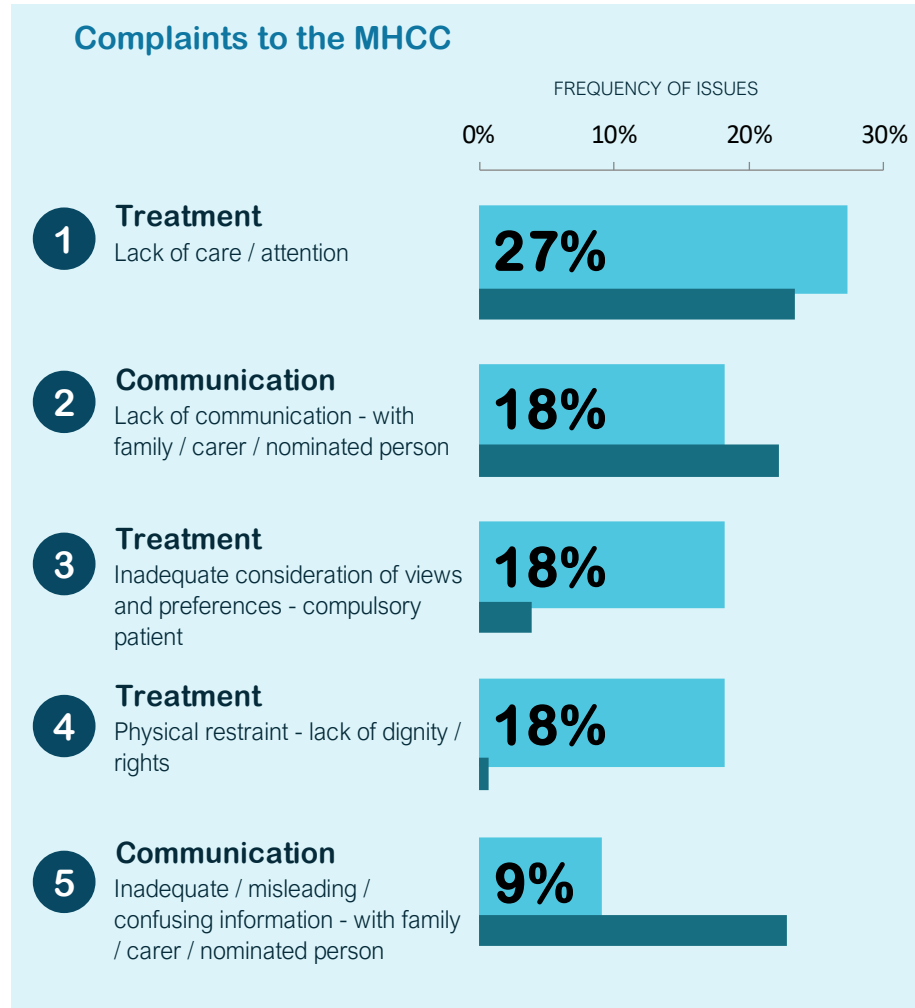 Complaints to the MHCC
FREQUENCY OF ISSUES
0% 10% 20% 30%
1 Treatment
Lack of care / attention
27%
2 Communication
Lack of communication - with
family / carer / nominated person
18%
3 Treatment
Inadequate consideration of views
and preferences - compulsory
patient
18%
4 Treatment
Physical restraint - lack of dignity /
rights
18%
5 Communication
Inadequate / misleading /
confusing information - with family
/ carer / nominated person
9%